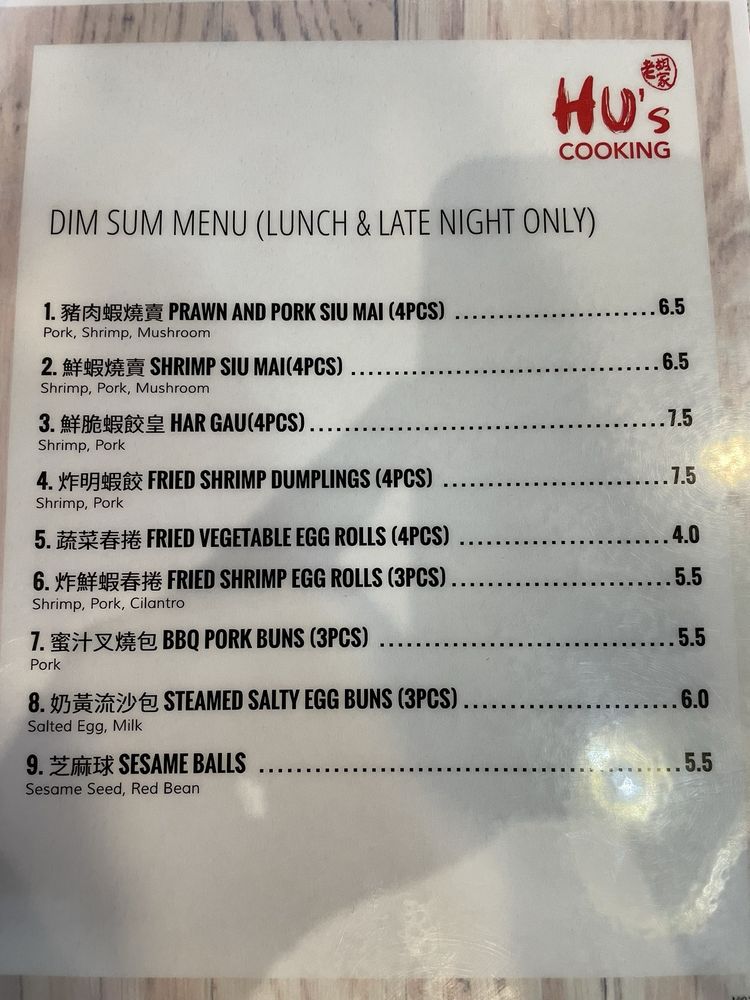 老胡家
HU's
COOKING
DIM SUM MENU (LUNCH & LATE NIGHT ONLY)
1. 豬肉蝦燒賣 PRAWN AND PORK SIU MAI (4PCS) ........................6.5
Pork, Shrimp, Mushroom
2. 鮮蝦燒賣 SHRIMP SIU MAI(4PCS) ........................6.5
Shrimp, Pork, Mushroom
3. 鮮脆蝦餃皇 HAR GAU(4PCS) ........................7.5
Shrimp, Pork
4. 炸明蝦餃 FRIED SHRIMP DUMPLINGS (4PCS) ........................7.5
Shrimp, Pork
5. 蔬菜春捲 FRIED VEGETABLE EGG ROLLS (4PCS) ........................4.0
6. 炸鮮蝦春捲 FRIED SHRIMP EGG ROLLS (3PCS) ........................5.5
Shrimp, Pork, Cilantro
7. 蜜汁叉燒包 BBQ PORK BUNS (3PCS) ........................5.5
Pork
8. 奶黃流沙包 STEAMED SALTY EGG BUNS (3PCS) ........................6.0
Salted Egg, Milk
9. 芝麻球 SESAME BALLS ........................5.5
Sesame Seed, Red Bean